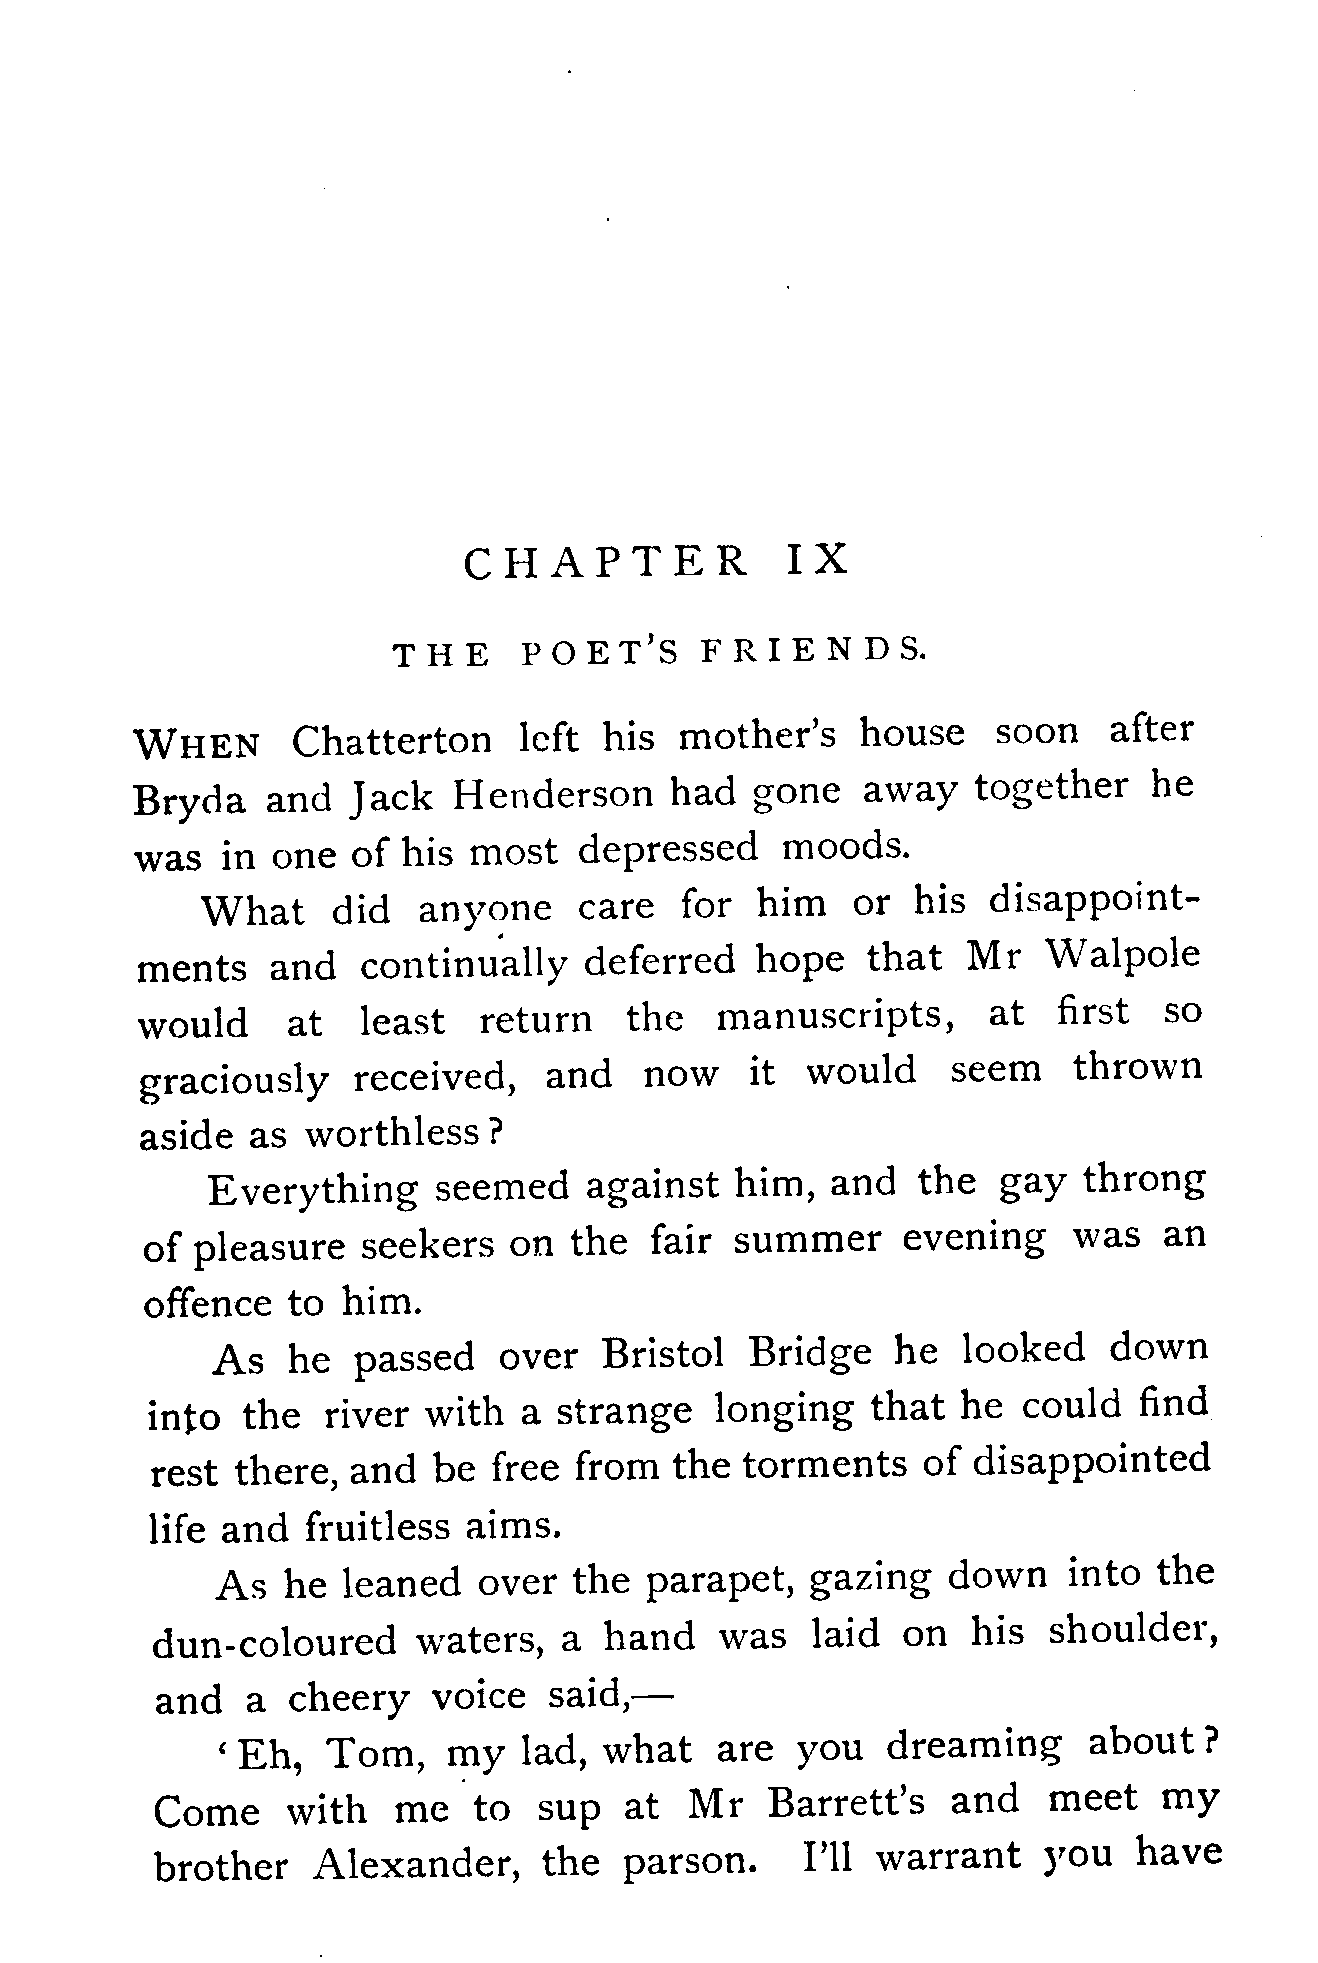 CHAPTER IX
THE POET'S FRIENDS.
WHEN Chatterton left his mother's house soon after
Bryda and Jack Henderson had gone away together he
was in one of his most depressed moods.
What did anyone care for him or his disappoint-
ments and continually deferred hope that Mr Walpole
would at least return the manuscripts, at first so
graciously received, and now it would seem thrown
aside as worthless?
Everything seemed against him, and the gay throng
of pleasure seekers on the fair summer evening was an
offence to him.
As he passed over Bristol Bridge he looked down
into the river with a strange longing that he could find
rest there, and be free from the torments of disappointed
life and fruitless aims.
As he leaned over the parapet, gazing down into the
dun-coloured waters, a hand was laid on his shoulder,
and a cheery voice said,—
‘Eh, Tom, my lad, what are you dreaming about?
Come with me to sup at Mr Barrett's and meet my
brother Alexander, the parson. I'll warrant you have